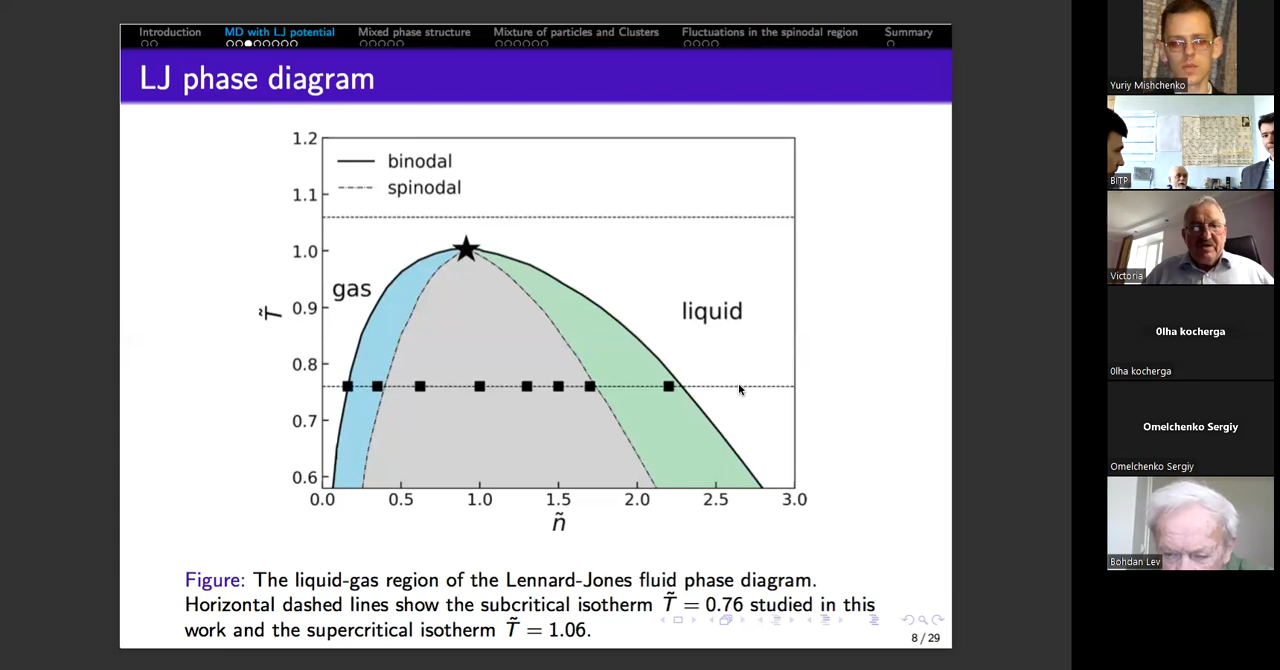 Introduction MD with LJ potential Mixed phase structure Mixture of particles and Clusters Fluctuations in the spinodal region Summary
LJ phase diagram
1.2
1.1
1.0
0.9
0.8
0.7
0.6
T̃
binodal
spinodal
gas
liquid
0.0 0.5 1.0 1.5 2.0 2.5 3.0
ñ
Figure: The liquid-gas region of the Lennard-Jones fluid phase diagram.
Horizontal dashed lines show the subcritical isotherm T̃ = 0.76 studied in this
work and the supercritical isotherm T̃ = 1.06.
8 / 29
Yuriy Mishchenko
BITP
Victoria
Olha kocherga
Olha kocherga
Omelchenko Sergiy
Omelchenko Sergiy
Bohdan Lev